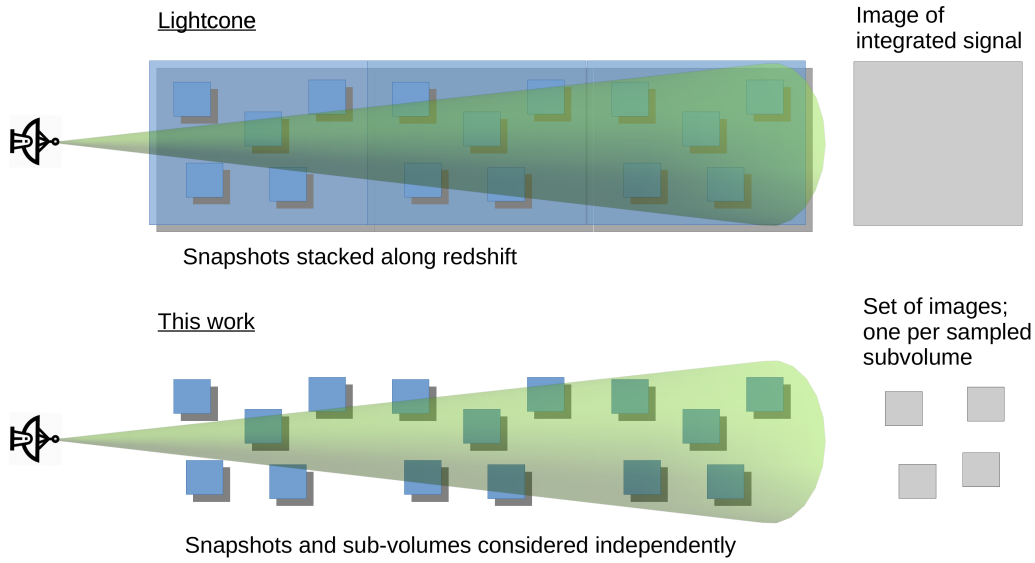 Lightcone
Image of
integrated signal
Snapshots stacked along redshift
This work
Set of images;
one per sampled
subvolume
Snapshots and sub-volumes considered independently